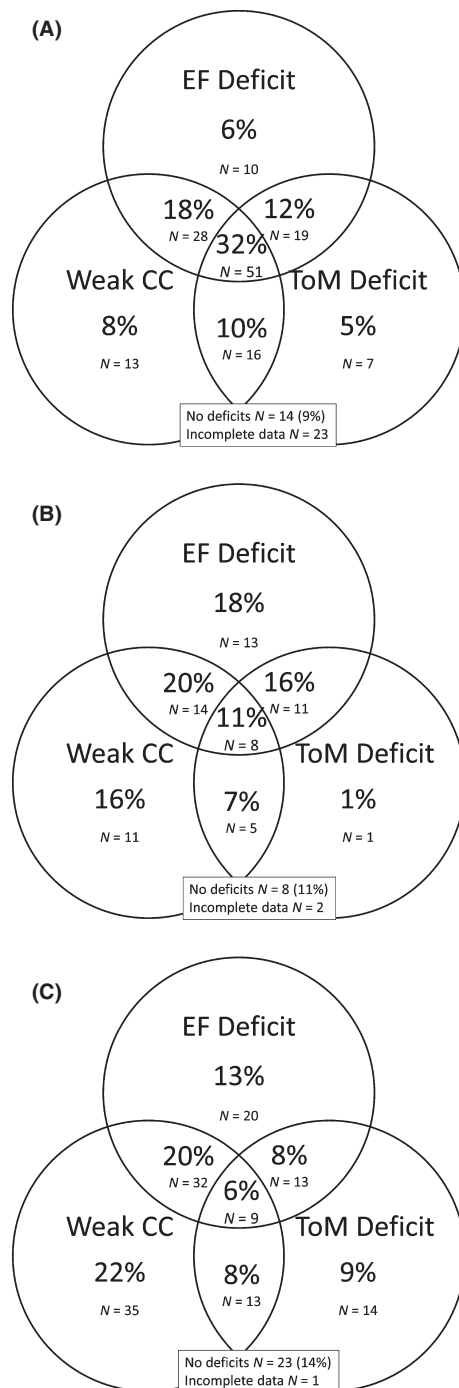 (A)
EF Deficit
6%
N = 10
18%
12%
N = 28
N = 19
32%
N = 51
Weak CC
ToM Deficit
8%
10%
5%
N = 13
N = 16
N = 7
No deficits N = 14 (9%)
Incomplete data N = 23
(B)
EF Deficit
18%
N = 13
20%
16%
N = 14
N = 11
11%
N = 8
Weak CC
ToM Deficit
16%
7%
1%
N = 11
N = 5
N = 1
No deficits N = 8 (11%)
Incomplete data N = 2
(C)
EF Deficit
13%
N = 20
20%
8%
N = 32
N = 13
6%
N = 9
Weak CC
ToM Deficit
22%
8%
9%
N = 35
N = 13
N = 14
No deficits N = 23 (14%)
Incomplete data N = 1